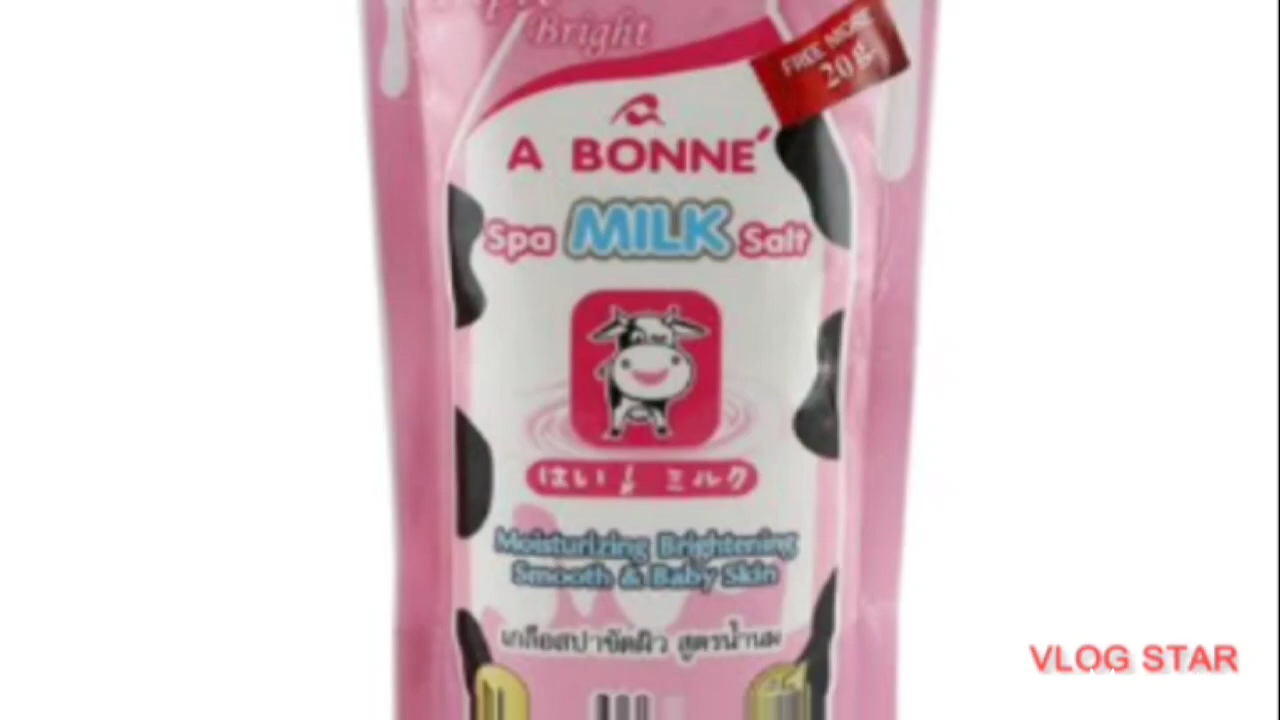 Bright
FREE MORE
20 g.
A BONNÉ
Spa MILK Salt
はい! ミルク
Moisturizing Brightening
Smooth & Baby Skin
เกลือสปาขัดผิว สูตรน้ำนม
VLOG STAR